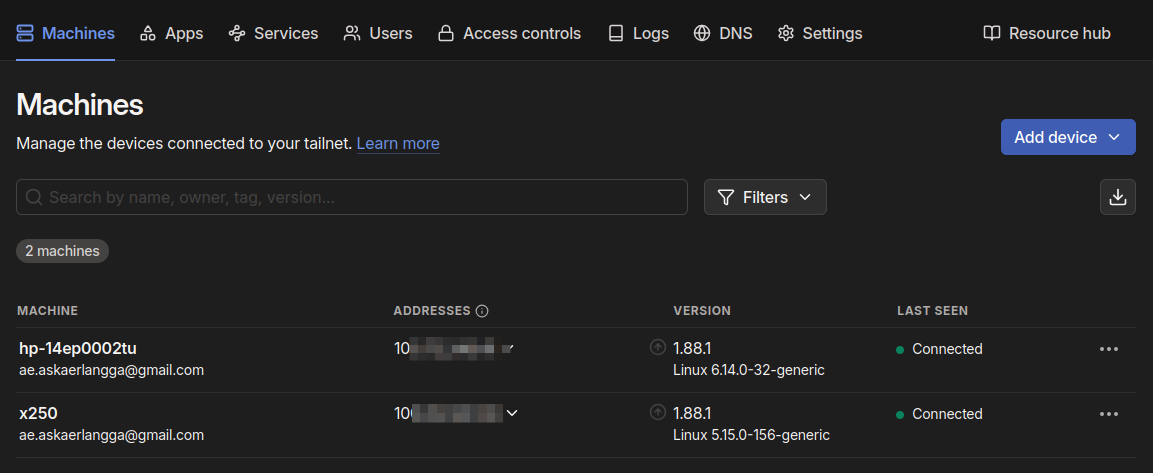 Machines Apps Services Users Access controls Logs DNS Settings Resource hub
Machines
Manage the devices connected to your tailnet. Learn more
Add device
Search by name, owner, tag, version...
Filters
2 machines
MACHINE ADDRESSES VERSION LAST SEEN
hp-14ep0002tu 10 1.88.1 Connected
ae.askaerlangga@gmail.com Linux 6.14.0-32-generic
x250 10 1.88.1 Connected
ae.askaerlangga@gmail.com Linux 5.15.0-156-generic